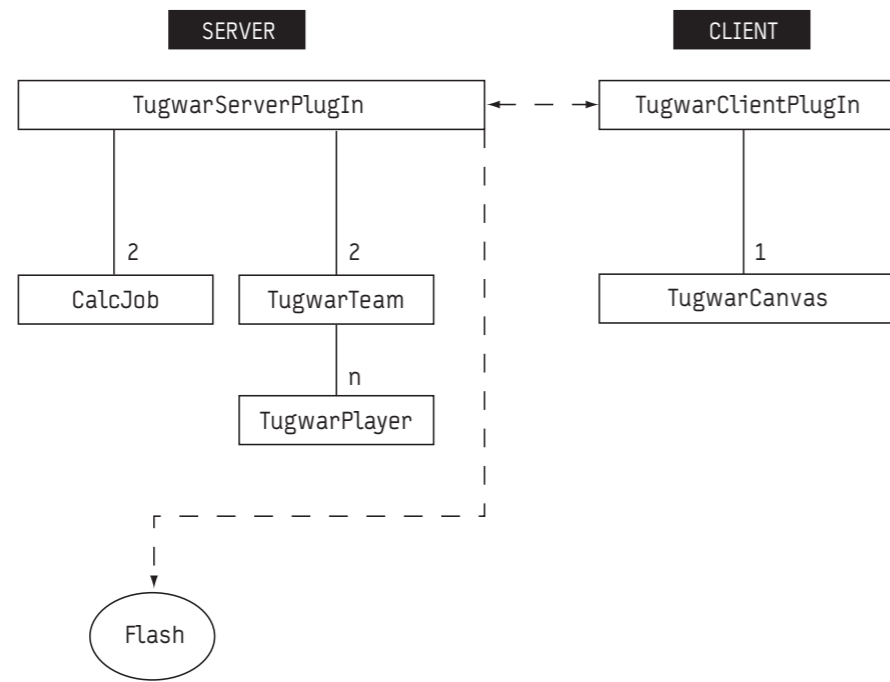 SERVER
CLIENT
TugwarServerPlugIn
TugwarClientPlugIn
2
2
1
CalcJob
TugwarTeam
TugwarCanvas
n
TugwarPlayer
Flash